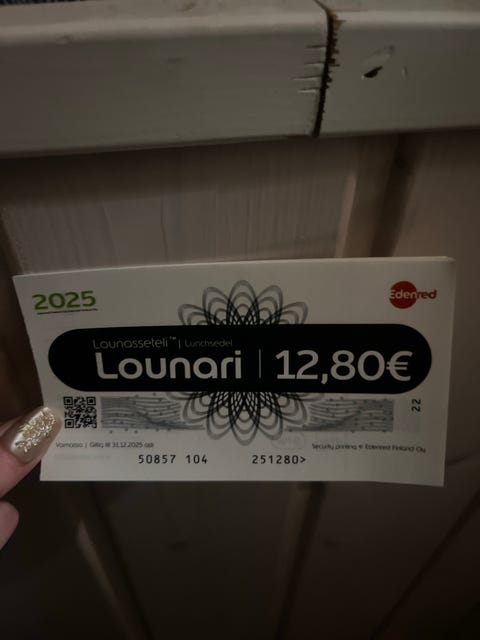 2025
Edenred
Lounasseteli™ | Lunchsedel
Lounari | 12,80€
22
Voimassa | Giltig till 31.12.2025 asti
Security printing © Edenred Finland Oy
50857 104 251280>